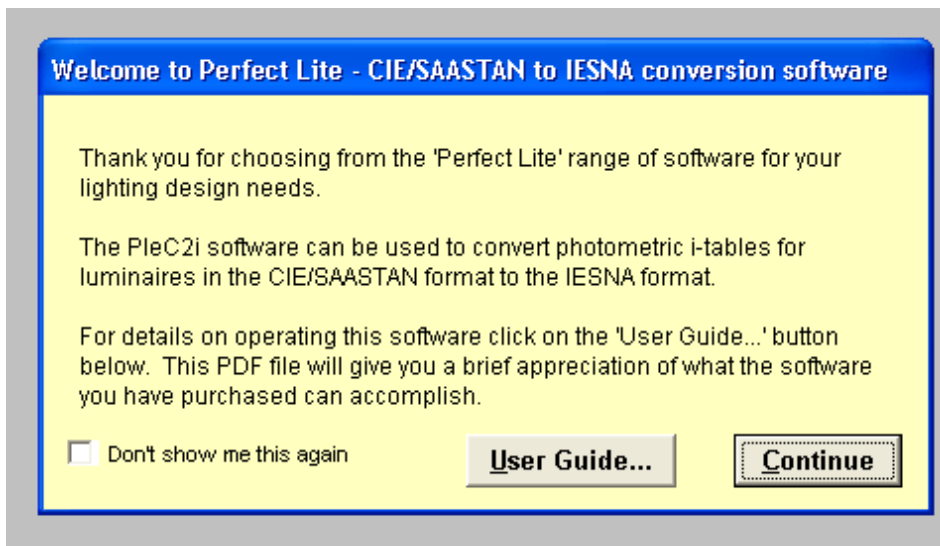 Welcome to Perfect Lite - CIE/SAASTAN to IESNA conversion software
Thank you for choosing from the 'Perfect Lite' range of software for your
lighting design needs.
The PleC2i software can be used to convert photometric i-tables for
luminaires in the CIE/SAASTAN format to the IESNA format.
For details on operating this software click on the 'User Guide...' button
below.  This PDF file will give you a brief appreciation of what the software
you have purchased can accomplish.
Don't show me this again
User Guide...
Continue